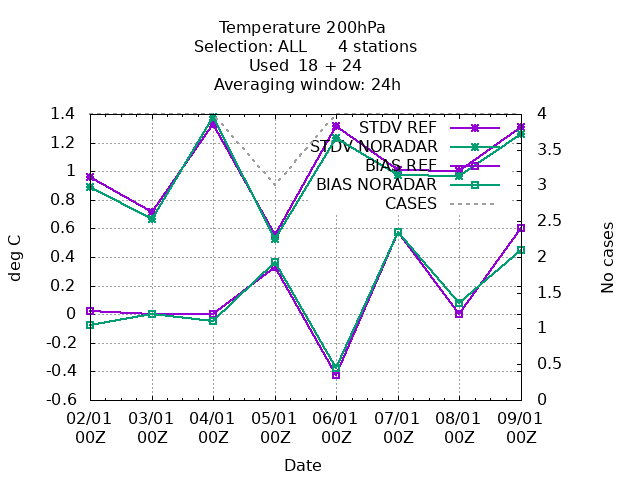 Temperature 200hPa
Selection: ALL      4 stations
Used  18 + 24
Averaging window: 24h
1.4
1.2
1
0.8
0.6
0.4
0.2
0
-0.2
-0.4
-0.6
deg C
4
3.5
3
2.5
2
1.5
1
0.5
0
No cases
STDV REF
STDV NORADAR
BIAS REF
BIAS NORADAR
CASES
02/01 03/01 04/01 05/01 06/01 07/01 08/01 09/01
00Z 00Z 00Z 00Z 00Z 00Z 00Z 00Z
Date